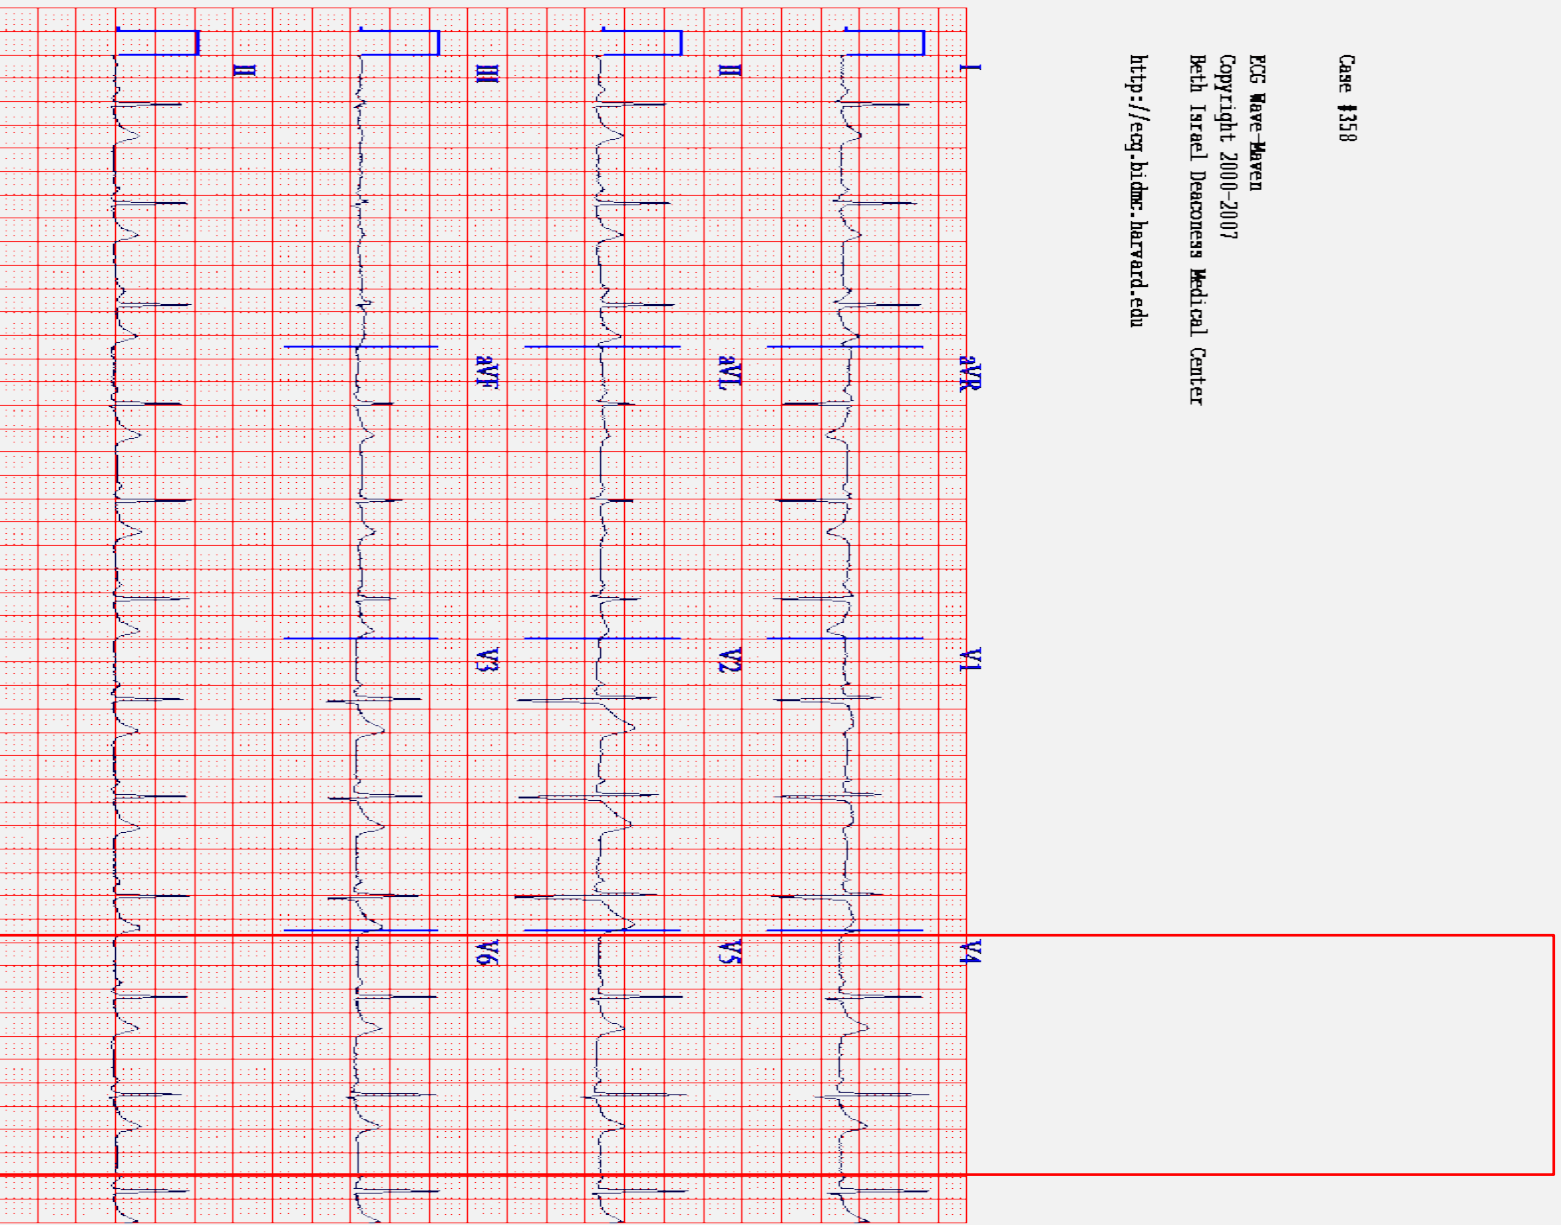 Case #358
ECG Wave-Maven
Copyright 2000-2007
Beth Israel Deaconess Medical Center
http://ecg.bidmc.harvard.edu
I aVR V1 V4
II aVL V2 V5
III aVF V3 V6
II